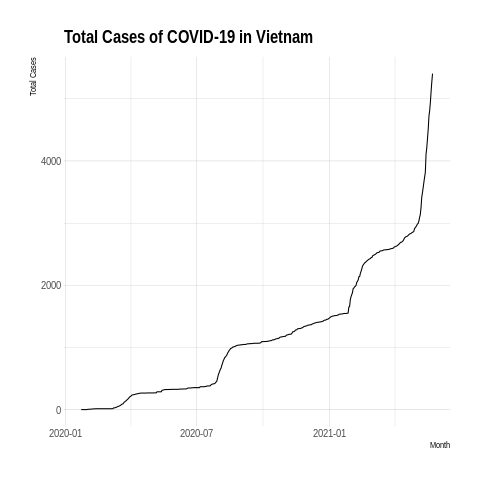 Total Cases of COVID-19 in Vietnam
Total Cases
4000
2000
0
2020-01 2020-07 2021-01
Month